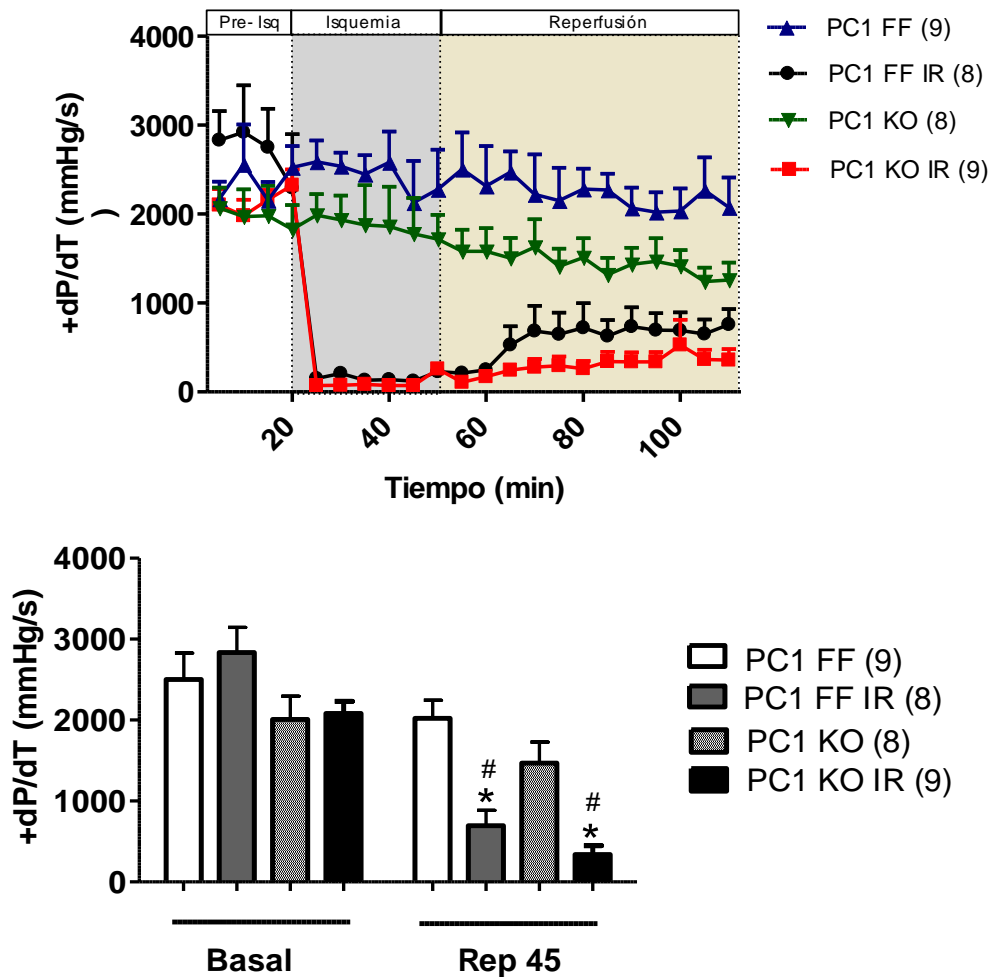 Pre- Isq Isquemia Reperfusión
4000
3000
2000
1000
0
+dP/dT (mmHg/s)
)
20 40 60 80 100
Tiempo (min)
PC1 FF (9)
PC1 FF IR (8)
PC1 KO (8)
PC1 KO IR (9)
4000
3000
2000
1000
0
+dP/dT (mmHg/s)
# #
* *
Basal Rep 45
PC1 FF (9)
PC1 FF IR (8)
PC1 KO (8)
PC1 KO IR (9)